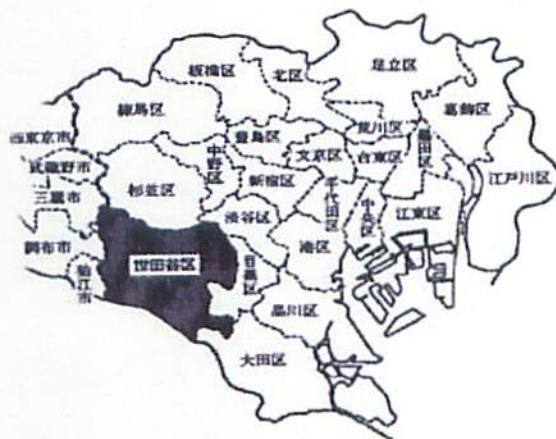 足立区
北区
板橋区
葛飾区
練馬区
荒川区
西東京市
豊島区
墨田区
文京区
台東区
武蔵野市
中野区
江戸川区
新宿区
杉並区
三鷹市
千代田区
中央区
江東区
渋谷区
調布市
港区
世田谷区
目黒区
狛江市
品川区
大田区